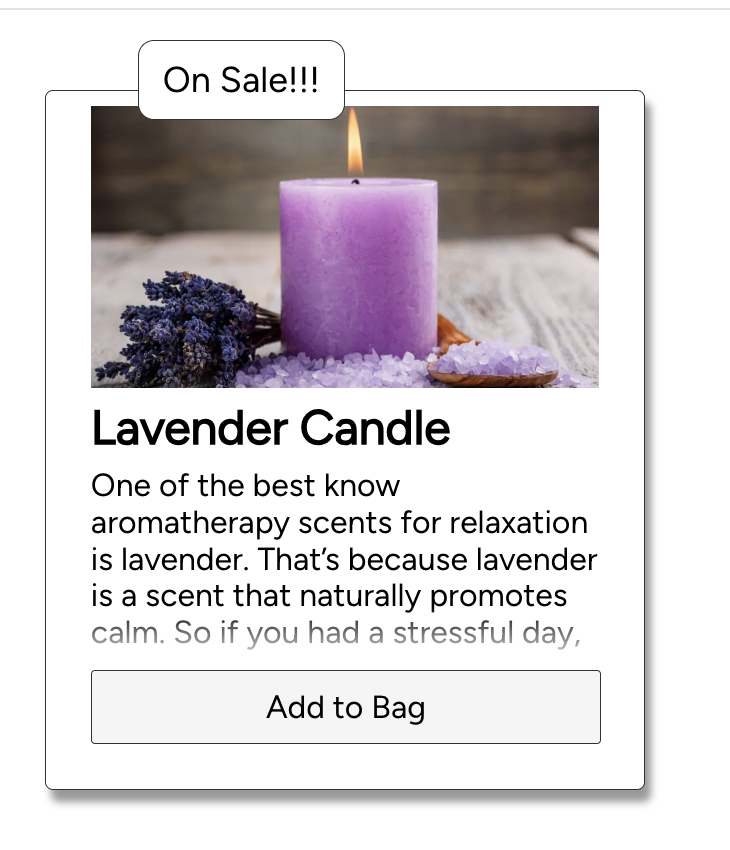 On Sale!!!
Lavender Candle
One of the best know
aromatherapy scents for relaxation
is lavender. That’s because lavender
is a scent that naturally promotes
calm. So if you had a stressful day,
Add to Bag